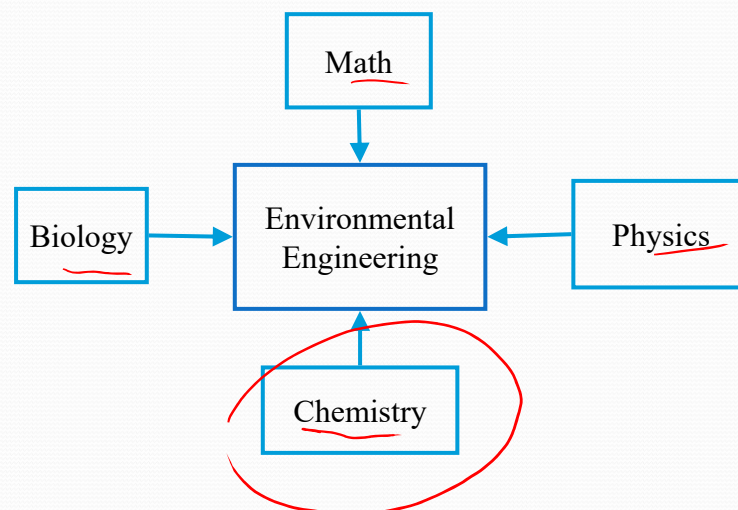 Math
Biology
Environmental
Engineering
Physics
Chemistry